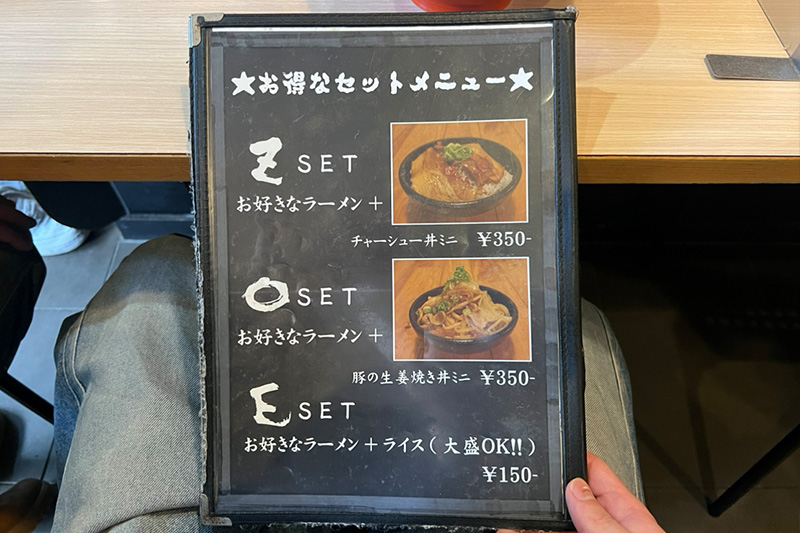 ★お得なセットメニュー★
Z SET
お好きなラーメン＋
チャーシュー丼ミニ ¥350-
O SET
お好きなラーメン＋
豚の生姜焼き丼ミニ ¥350-
E SET
お好きなラーメン＋ライス(大盛OK!!)
¥150-